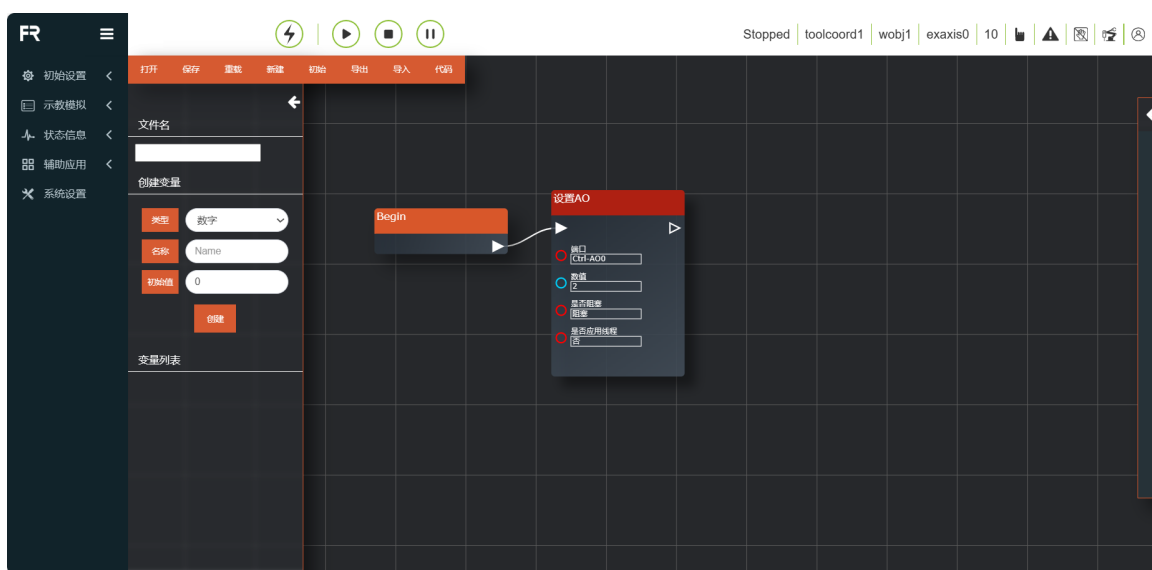 FR
Stopped toolcoord1 wobj1 exaxis0 10
初始设置
示教模拟
状态信息
辅助应用
系统设置
打开 保存 重载 新建 初始 导出 导入 代码
文件名
创建变量
类型 数字
名称 Name
初始值 0
创建
变量列表
Begin
设置AO
端口
Ctrl-AO0
数值
2
是否阻塞
阻塞
是否应用线程
否